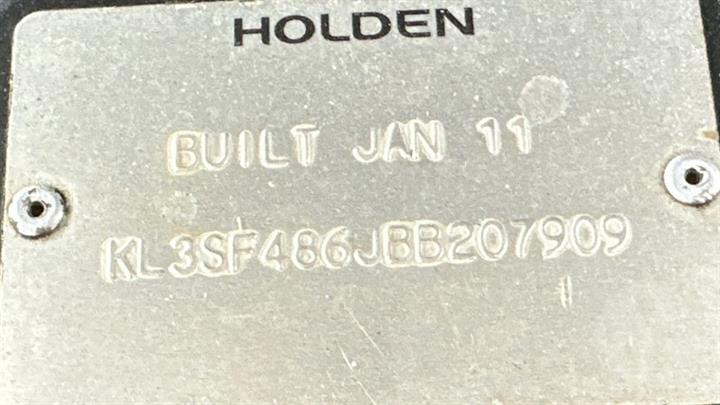 HOLDEN
BUILT JAN 11
KL3SF486JBB207909